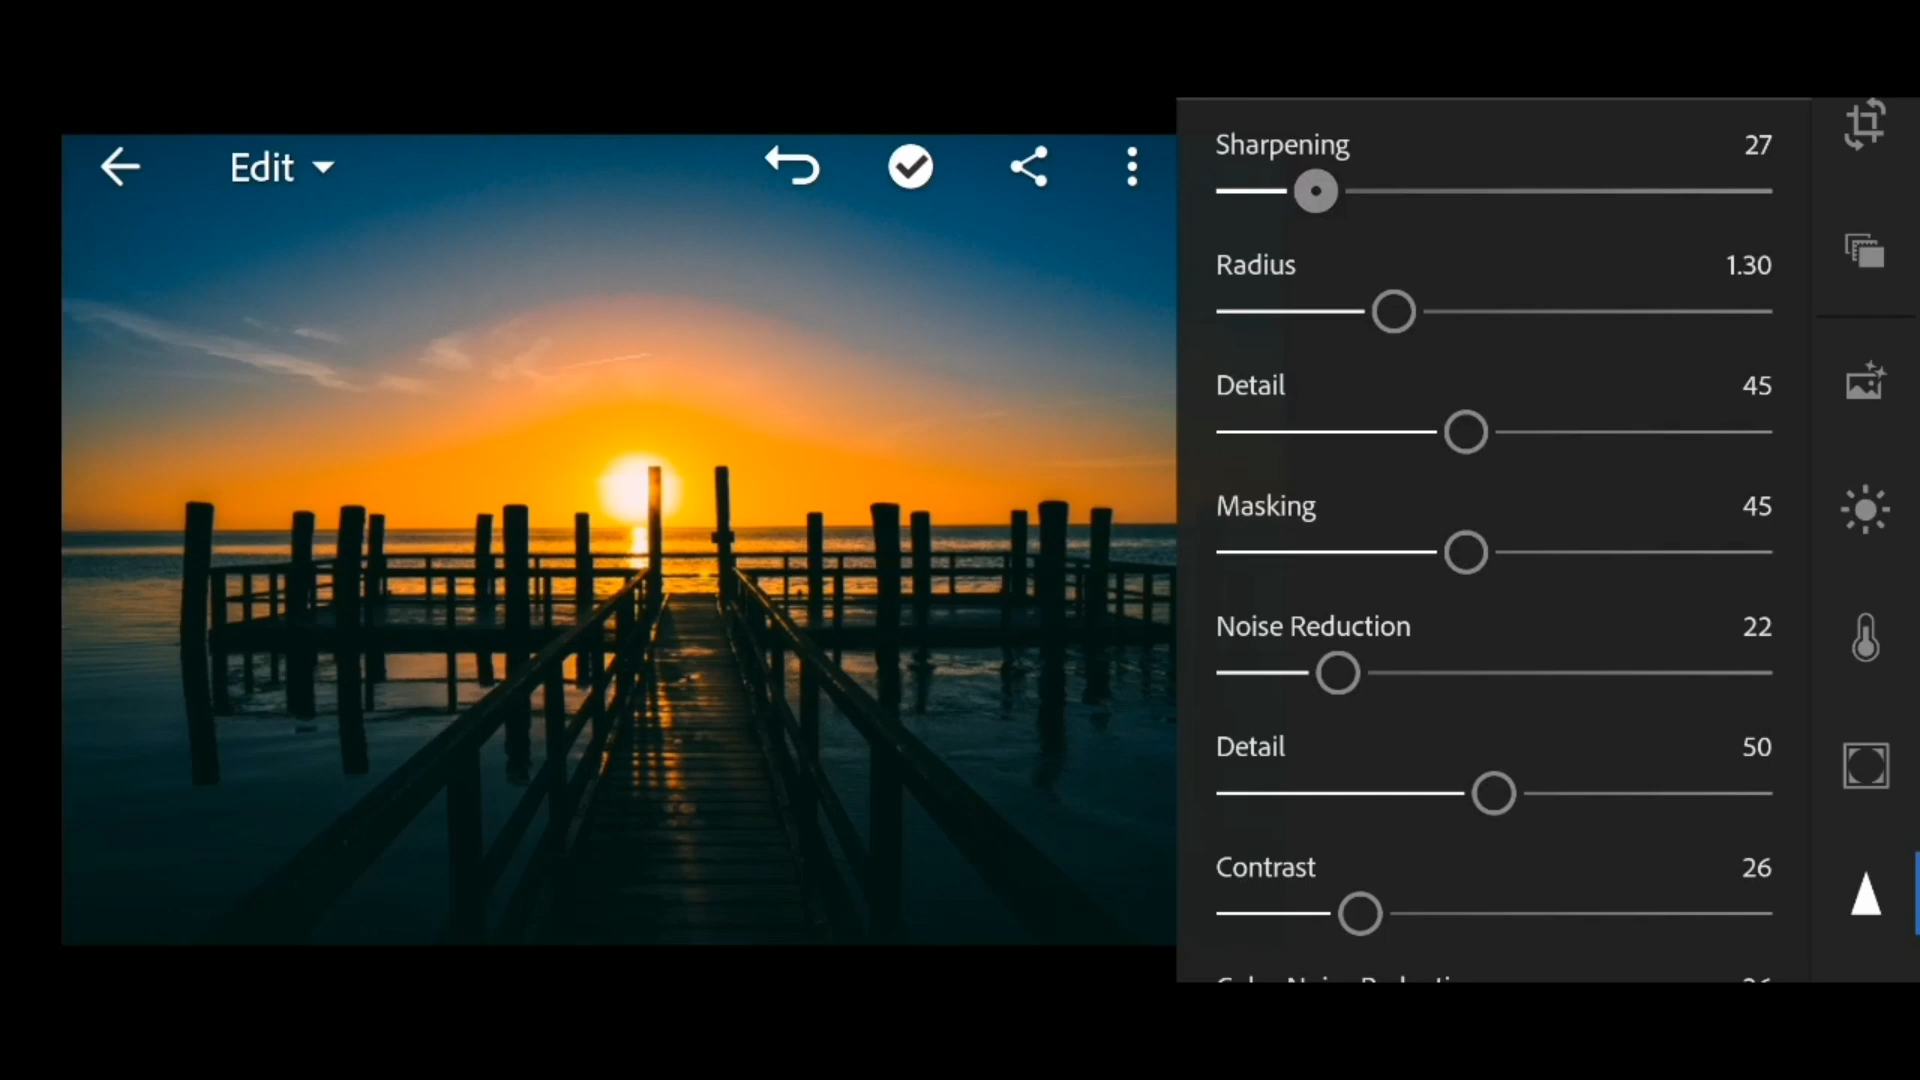 Edit
Sharpening 27
Radius 1.30
Detail 45
Masking 45
Noise Reduction 22
Detail 50
Contrast 26